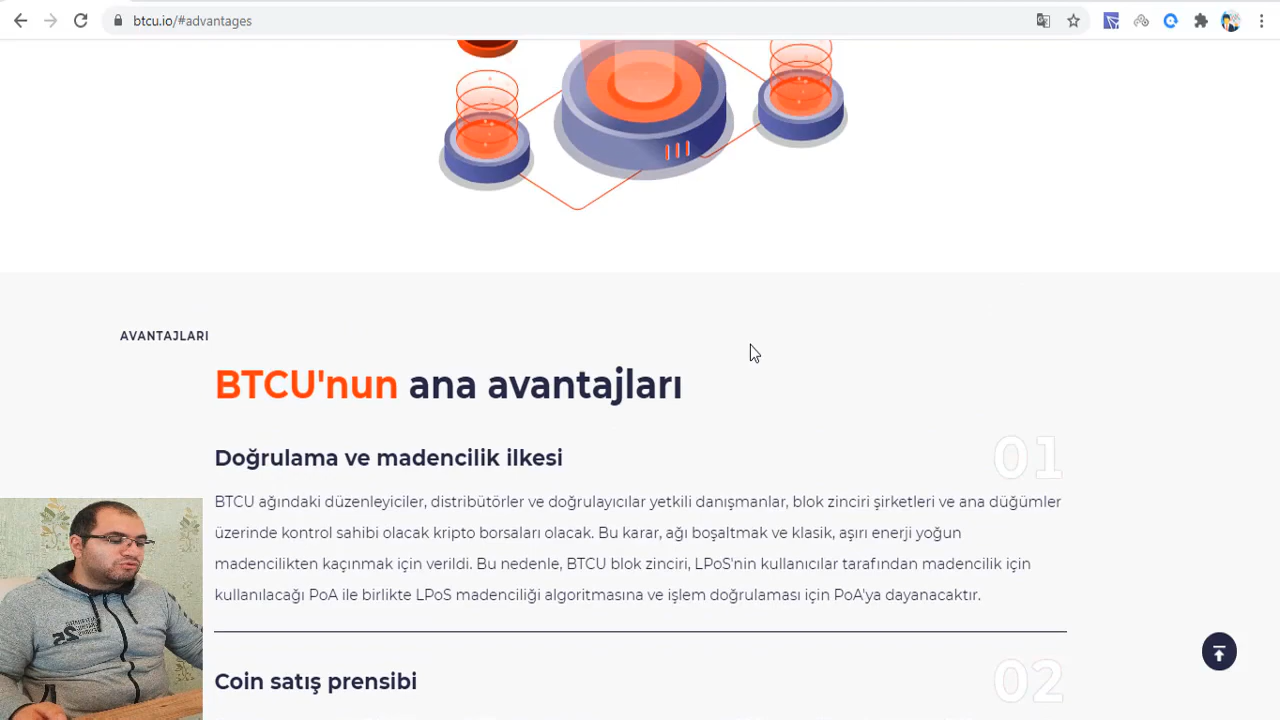 btcu.io/#advantages
AVANTAJLARI
BTCU'nun ana avantajları
Doğrulama ve madencilik ilkesi
01
BTCU ağındaki düzenleyiciler, distribütörler ve doğrulayıcılar yetkili danışmanlar, blok zinciri şirketleri ve ana düğümler
üzerinde kontrol sahibi olacak kripto borsaları olacak. Bu karar, ağı boşaltmak ve klasik, aşırı enerji yoğun
madencilikten kaçınmak için verildi. Bu nedenle, BTCU blok zinciri, LPoS'nin kullanıcılar tarafından madencilik için
kullanılacağı PoA ile birlikte LPoS madenciliği algoritmasına ve işlem doğrulaması için PoA'ya dayanacaktır.
Coin satış prensibi
02
25